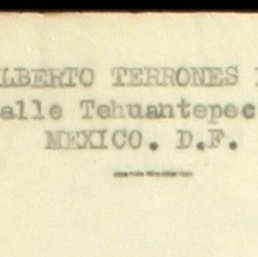 LBERTO TERRONES
alle Tehuantepec
MEXICO. D.F.
-----